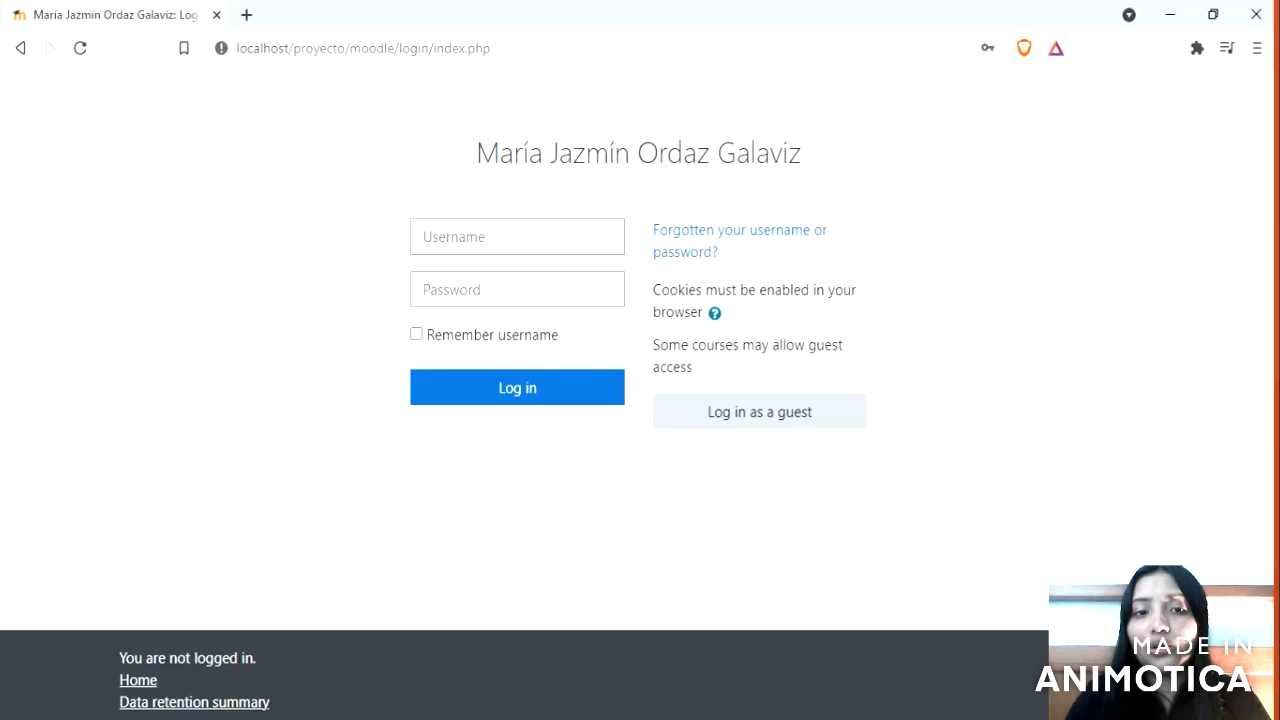 María Jazmín Ordaz Galaviz: Log
localhost/proyecto/moodle/login/index.php
María Jazmín Ordaz Galaviz
Username
Password
Remember username
Log in
Forgotten your username or
password?
Cookies must be enabled in your
browser
Some courses may allow guest
access
Log in as a guest
You are not logged in.
Home
Data retention summary
MADE IN
ANIMOTICA